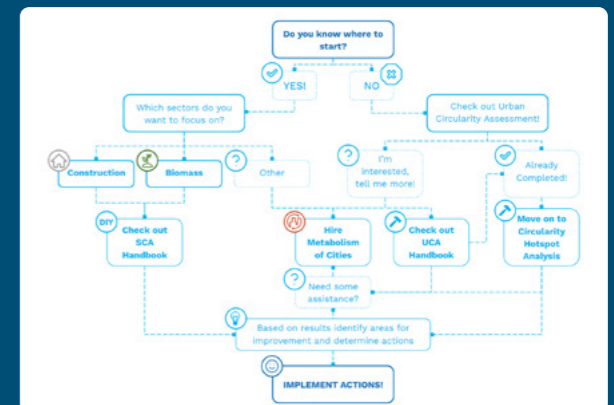 Do you know where to
start?
YES!
NO
Which sectors do you
want to focus on?
Check out Urban
Circularity Assessment!
Construction
Biomass
?
Other
?
I'm
interested,
tell me more!
Already
Completed!
DIY
Check out
SCA
Handbook
Hire
Metabolism
of Cities
Check out
UCA
Handbook
Move on to
Circularity
Hotspot
Analysis
?
Need some
assistance?
Based on results identify areas for
improvement and determine actions
IMPLEMENT ACTIONS!